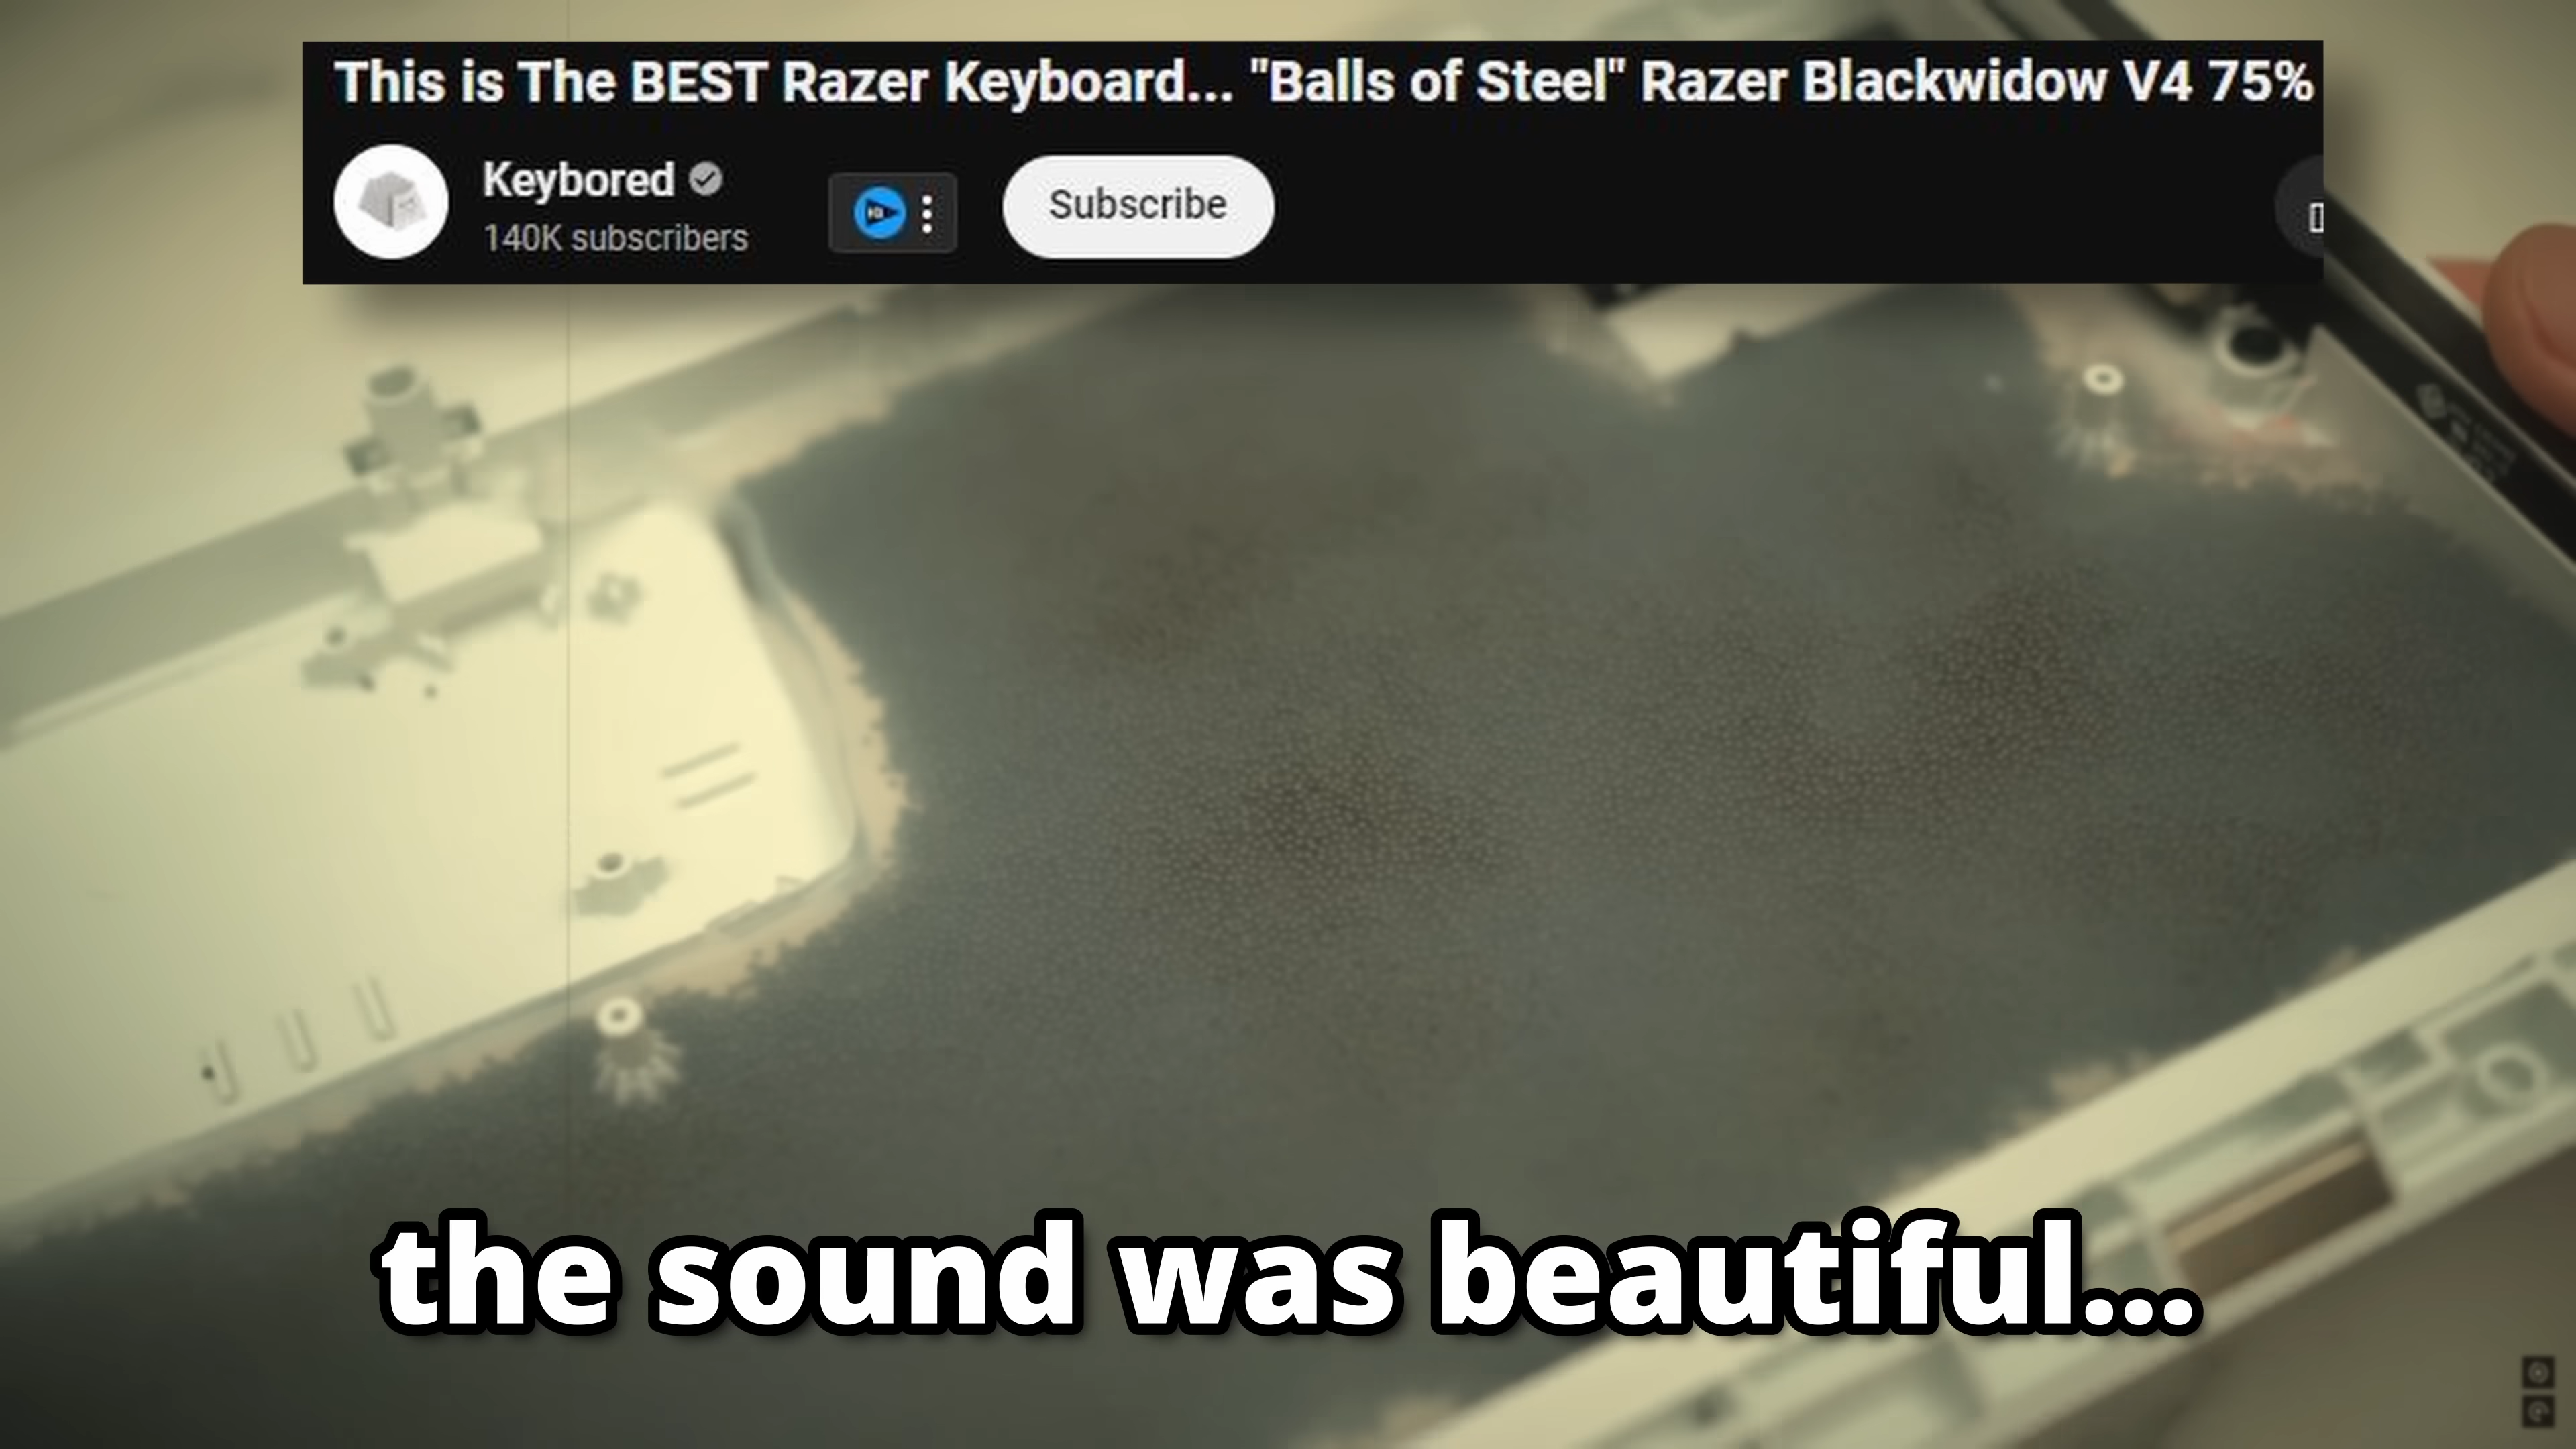 This is The BEST Razer Keyboard... "Balls of Steel" Razer Blackwidow V4 75%
Keybored
140K subscribers
Subscribe
the sound was beautiful...